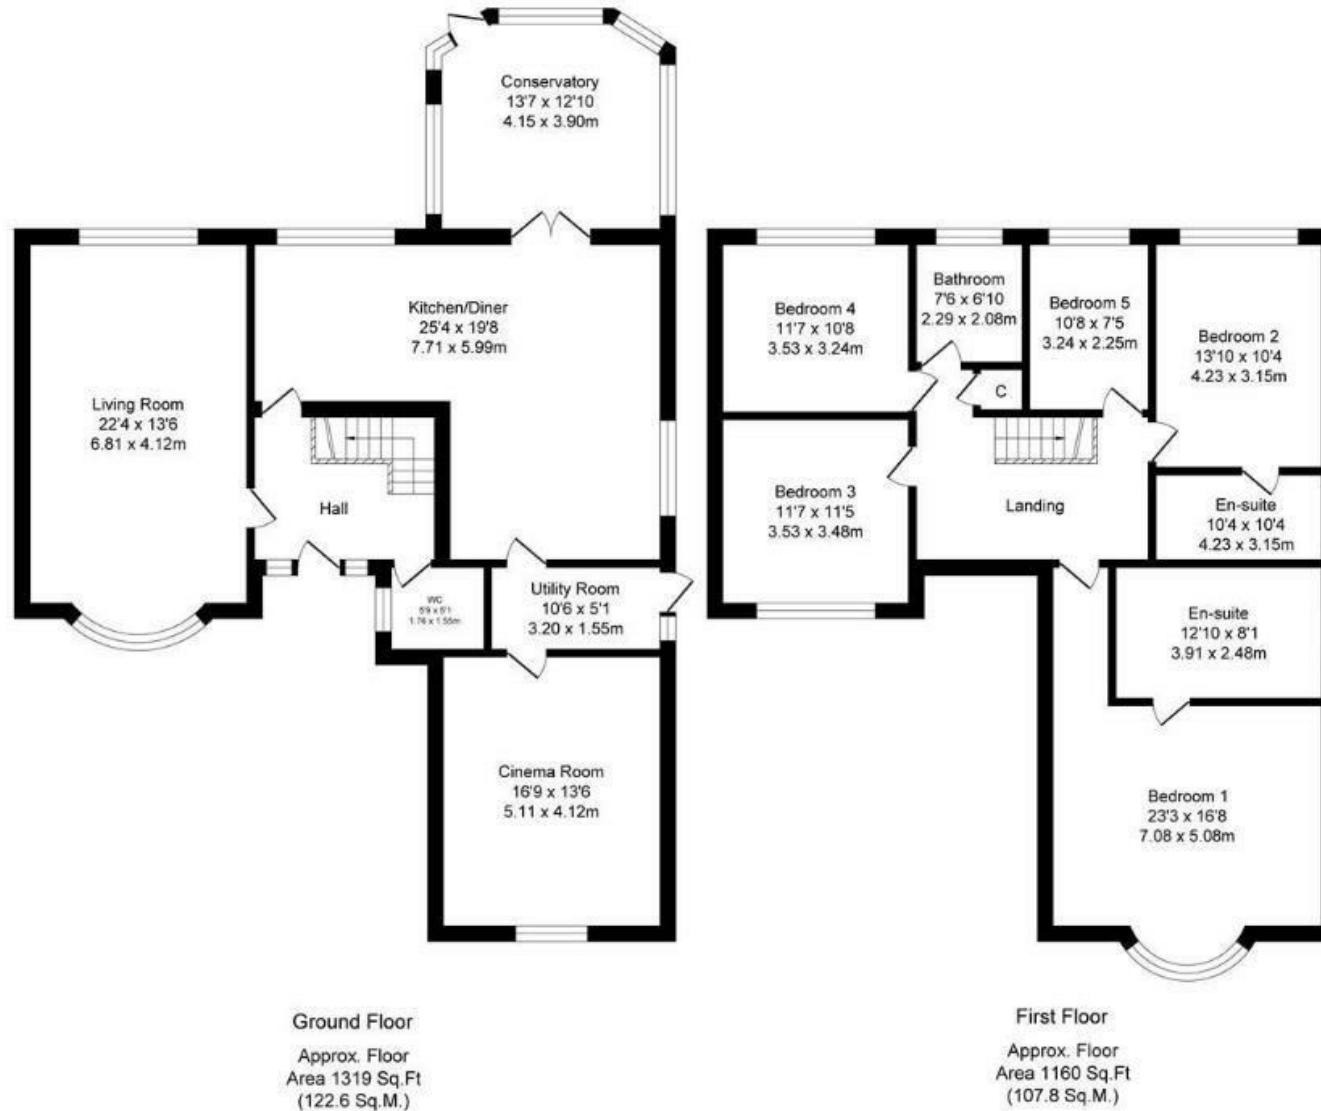 Conservatory
13'7 x 12'10
4.15 x 3.90m
Kitchen/Diner
25'4 x 19'8
7.71 x 5.99m
Living Room
22'4 x 13'6
6.81 x 4.12m
Hall
WC
5'9 x 5'1
1.76 x 1.55m
Utility Room
10'6 x 5'1
3.20 x 1.55m
Cinema Room
16'9 x 13'6
5.11 x 4.12m
Ground Floor
Approx. Floor
Area 1319 Sq.Ft
(122.6 Sq.M.)
Bedroom 4
11'7 x 10'8
3.53 x 3.24m
Bathroom
7'6 x 6'10
2.29 x 2.08m
Bedroom 5
10'8 x 7'5
3.24 x 2.25m
Bedroom 2
13'10 x 10'4
4.23 x 3.15m
C
Bedroom 3
11'7 x 11'5
3.53 x 3.48m
Landing
En-suite
10'4 x 10'4
4.23 x 3.15m
En-suite
12'10 x 8'1
3.91 x 2.48m
Bedroom 1
23'3 x 16'8
7.08 x 5.08m
First Floor
Approx. Floor
Area 1160 Sq.Ft
(107.8 Sq.M.)